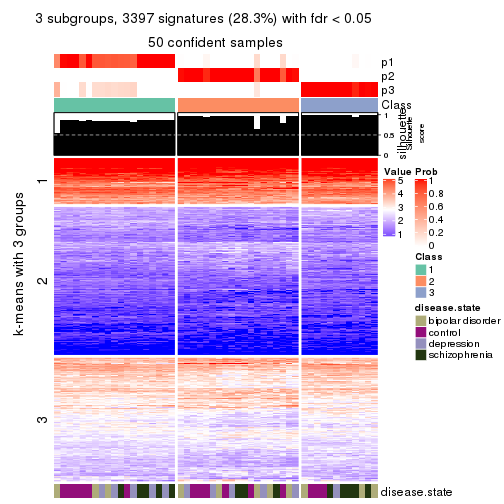 3 subgroups, 3397 signatures (28.3%) with fdr < 0.05
50 confident samples
p1
p2
p3
Class
1
0.5
0
silhouette
Silhouette
score
k-means with 3 groups
1
2
3
Value
5
4
3
2
1
Prob
1
0.8
0.6
0.4
0.2
0
Class
1
2
3
disease.state
bipolar disorder
control
depression
schizophrenia
disease.state